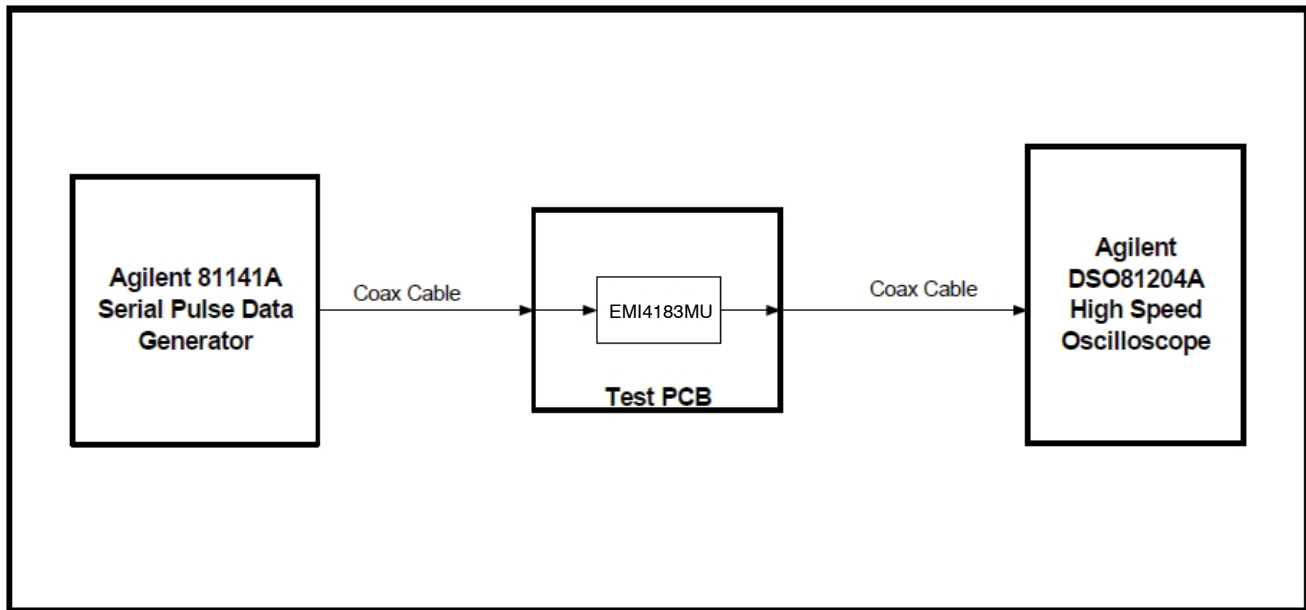 Agilent 81141A
Serial Pulse Data
Generator
Coax Cable
EMI4183MU
Test PCB
Coax Cable
Agilent
DSO81204A
High Speed
Oscilloscope